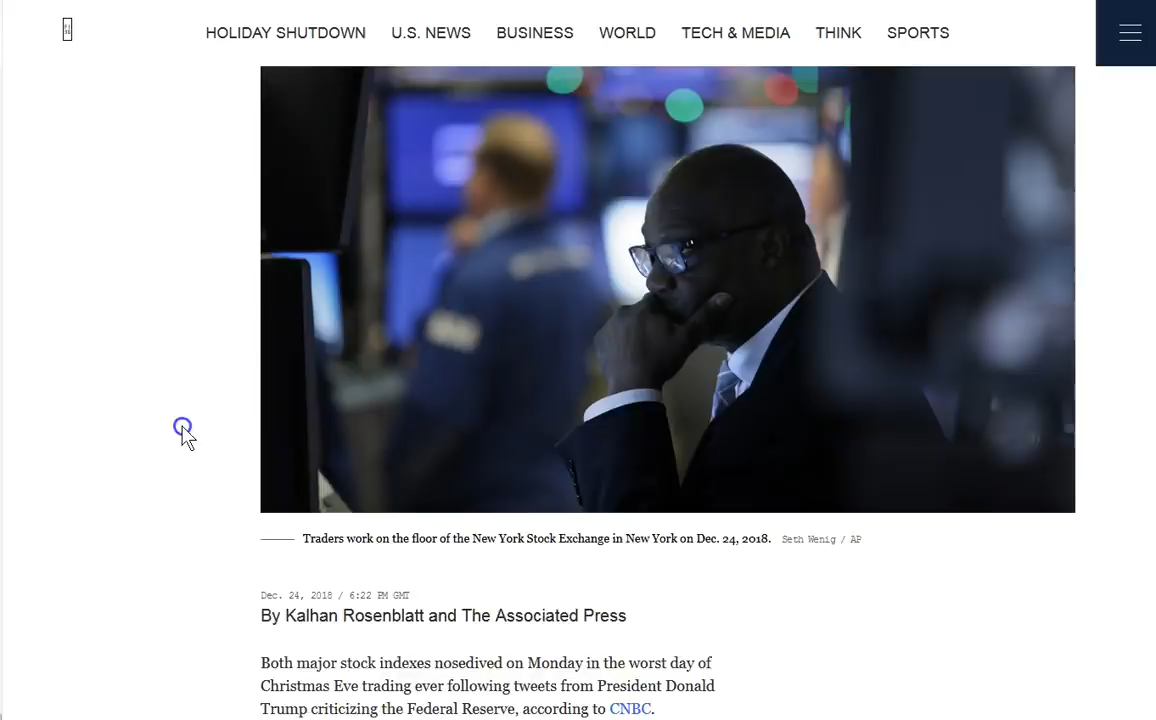 HOLIDAY SHUTDOWN U.S. NEWS BUSINESS WORLD TECH & MEDIA THINK SPORTS
Traders work on the floor of the New York Stock Exchange in New York on Dec. 24, 2018. Seth Wenig / AP
Dec. 24, 2018 / 6:22 PM GMT
By Kalhan Rosenblatt and The Associated Press
Both major stock indexes nosedived on Monday in the worst day of
Christmas Eve trading ever following tweets from President Donald
Trump criticizing the Federal Reserve, according to CNBC.